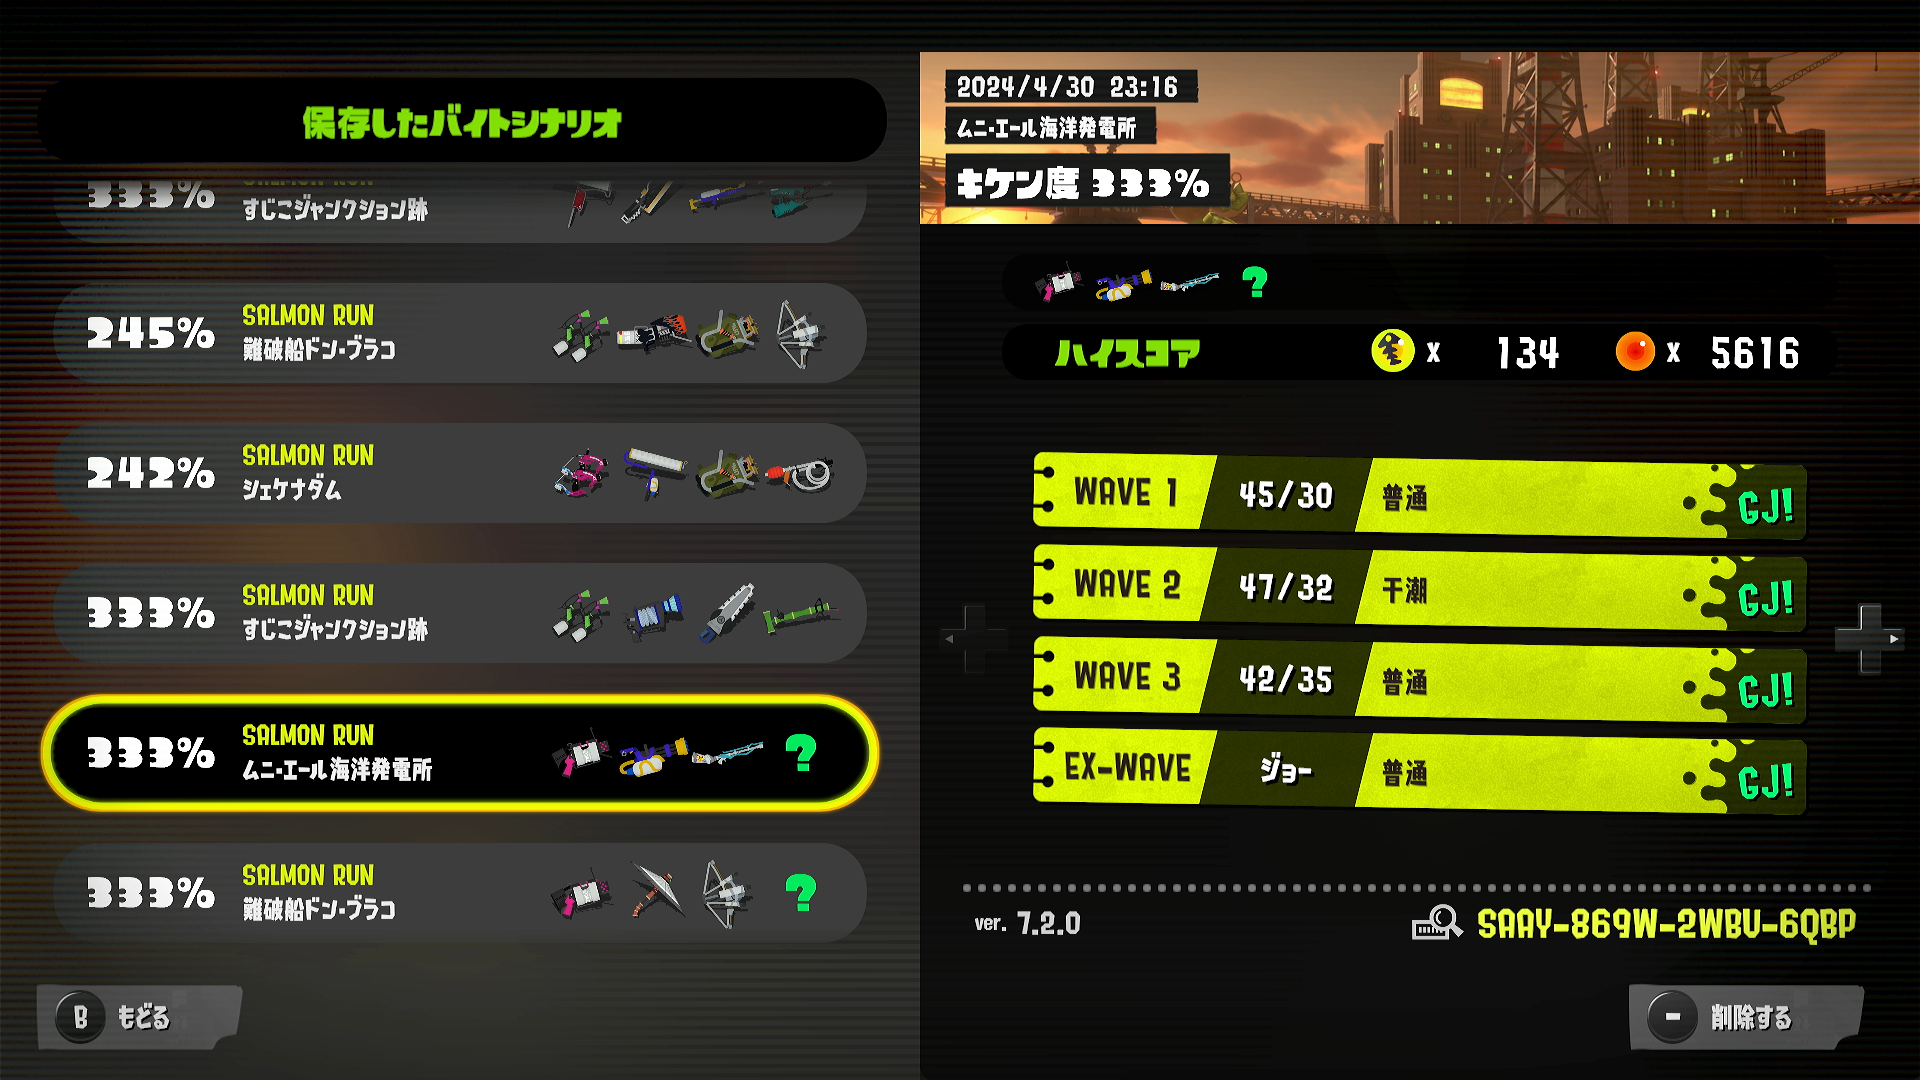 保存したバイトシナリオ
333%
SALMON RUN
すじこジャンクション跡
245%
SALMON RUN
難破船ドン・ブラコ
242%
SALMON RUN
シェケナダム
333%
SALMON RUN
すじこジャンクション跡
333%
SALMON RUN
ムニ・エール海洋発電所
?
333%
SALMON RUN
難破船ドン・ブラコ
?
B もどる
2024/4/30 23:16
ムニ・エール海洋発電所
キケン度 333%
?
ハイスコア x 134 x 5616
WAVE 1 45/30 普通 GJ!
WAVE 2 47/32 干潮 GJ!
WAVE 3 42/35 普通 GJ!
EX-WAVE ジョー 普通 GJ!
ver. 7.2.0
SAAY-869W-2WBU-6QBP
- 削除する